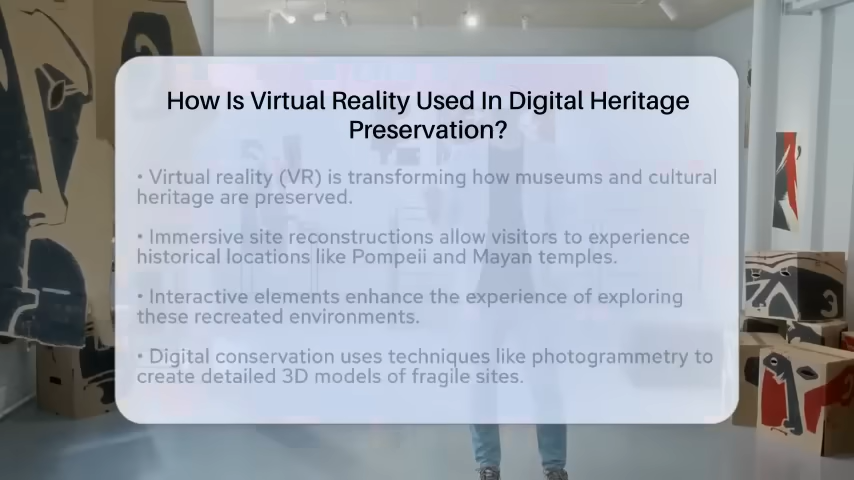 How Is Virtual Reality Used In Digital Heritage
Preservation?
• Virtual reality (VR) is transforming how museums and cultural
heritage are preserved.
• Immersive site reconstructions allow visitors to experience
historical locations like Pompeii and Mayan temples.
• Interactive elements enhance the experience of exploring
these recreated environments.
• Digital conservation uses techniques like photogrammetry to
create detailed 3D models of fragile sites.